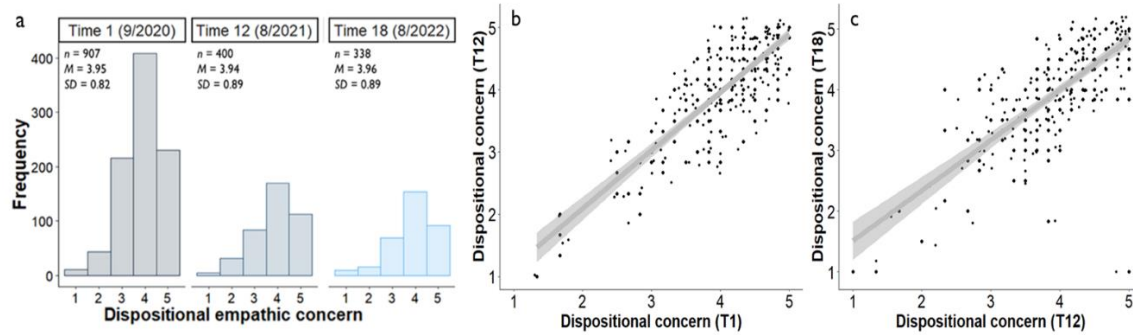 a
Time 1 (9/2020) Time 12 (8/2021) Time 18 (8/2022)
n = 907 n = 400 n = 338
M = 3.95 M = 3.94 M = 3.96
SD = 0.82 SD = 0.89 SD = 0.89
400
300
200
100
0
Frequency
1 2 3 4 5 1 2 3 4 5 1 2 3 4 5
Dispositional empathic concern
b
5
4
3
2
1
Dispositional concern (T12)
1 2 3 4 5
Dispositional concern (T1)
c
5
4
3
2
1
Dispositional concern (T18)
1 2 3 4 5
Dispositional concern (T12)